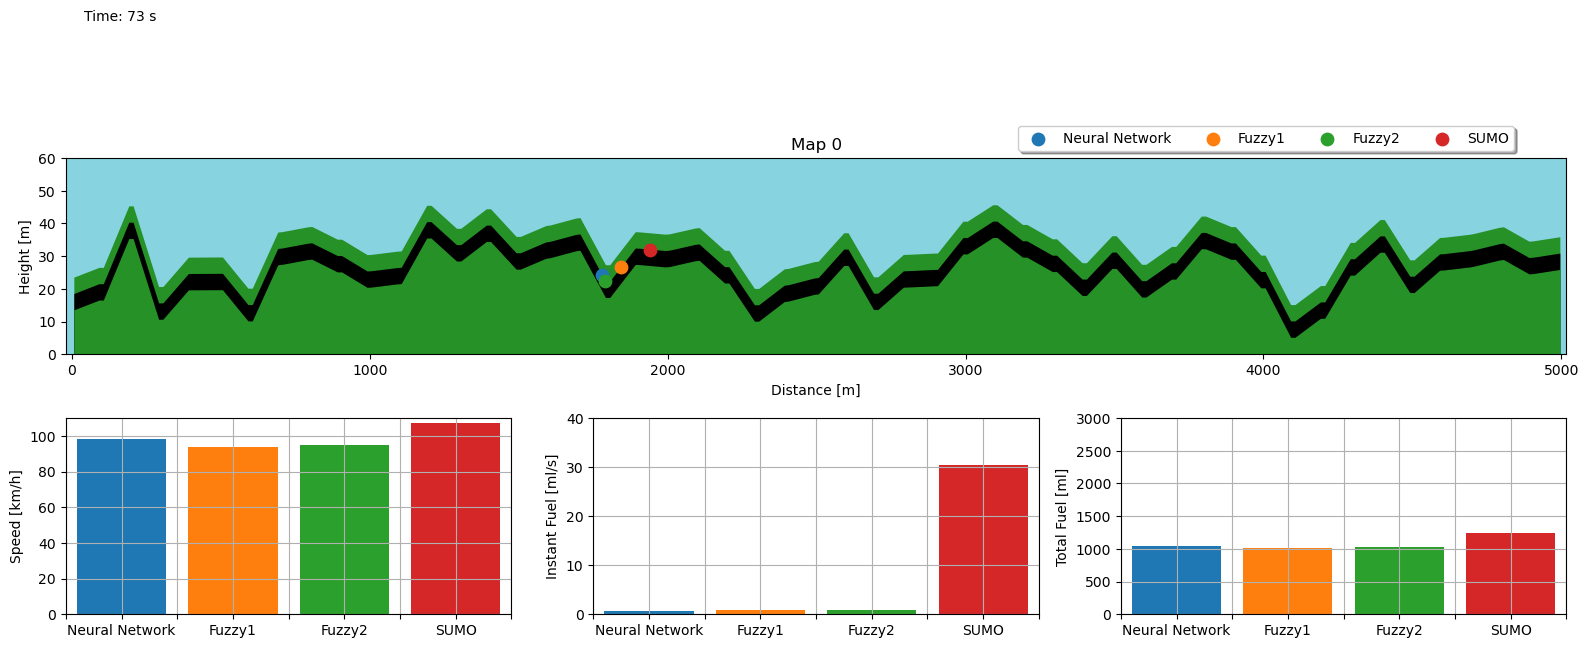 Time: 73 s
Map 0
Neural Network Fuzzy1 Fuzzy2 SUMO
Height [m]
60
50
40
30
20
10
0
0 1000 2000 3000 4000 5000
Distance [m]
Speed [km/h]
100
80
60
40
20
0
Neural Network Fuzzy1 Fuzzy2 SUMO
Instant Fuel [ml/s]
40
30
20
10
0
Neural Network Fuzzy1 Fuzzy2 SUMO
Total Fuel [ml]
3000
2500
2000
1500
1000
500
0
Neural Network Fuzzy1 Fuzzy2 SUMO